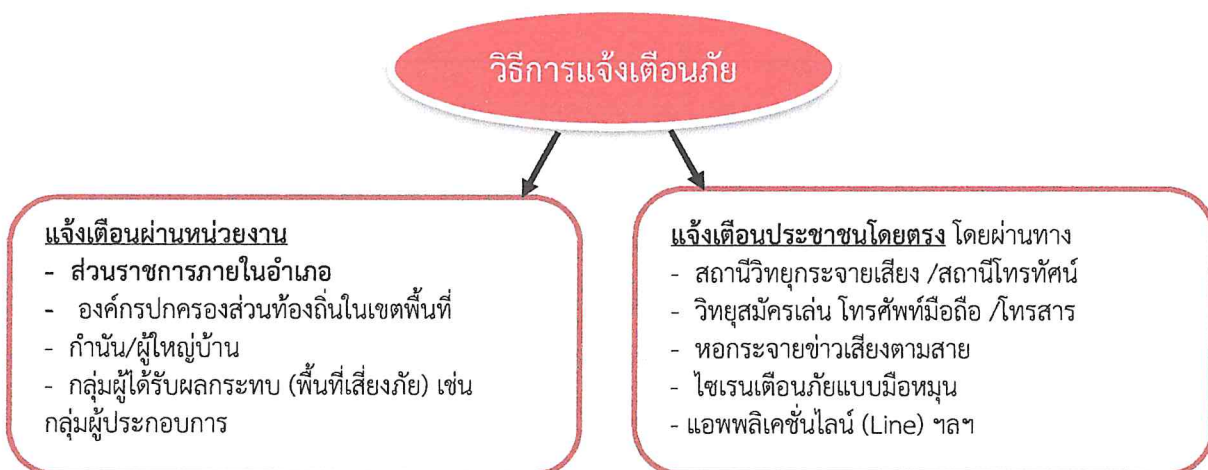 วิธีการแจ้งเตือนภัย
แจ้งเตือนผ่านหน่วยงาน
- ส่วนราชการภายในอำเภอ
- องค์กรปกครองส่วนท้องถิ่นในเขตพื้นที่
- กำนัน/ผู้ใหญ่บ้าน
- กลุ่มผู้ได้รับผลกระทบ (พื้นที่เสี่ยงภัย) เช่น
กลุ่มผู้ประกอบการ
แจ้งเตือนประชาชนโดยตรง โดยผ่านทาง
- สถานีวิทยุกระจายเสียง /สถานีโทรทัศน์
- วิทยุสมัครเล่น โทรศัพท์มือถือ /โทรสาร
- หอกระจายข่าวเสียงตามสาย
- ไซเรนเตือนภัยแบบมือหมุน
- แอพพลิเคชั่นไลน์ (Line) ฯลฯ